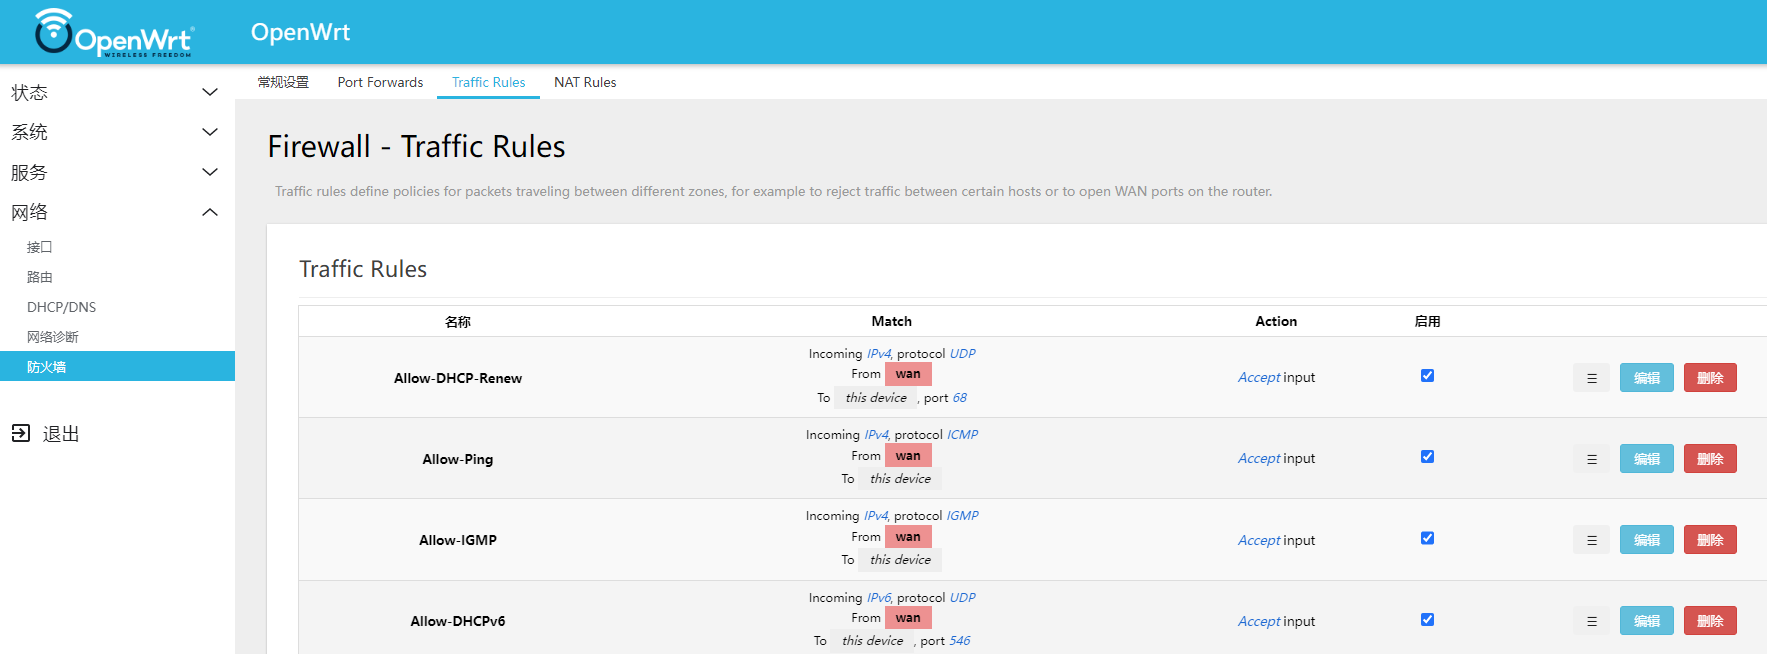 OpenWrt
WIRELESS FREEDOM
OpenWrt
常规设置 Port Forwards Traffic Rules NAT Rules
状态
系统
服务
网络
接口
路由
DHCP/DNS
网络诊断
防火墙
退出
Firewall - Traffic Rules
Traffic rules define policies for packets traveling between different zones, for example to reject traffic between certain hosts or to open WAN ports on the router.
Traffic Rules
名称 Match Action 启用
Incoming IPv4, protocol UDP
From wan
To this device, port 68
Allow-DHCP-Renew Accept input ☰ 编辑 删除
Incoming IPv4, protocol ICMP
From wan
To this device
Allow-Ping Accept input ☰ 编辑 删除
Incoming IPv4, protocol IGMP
From wan
To this device
Allow-IGMP Accept input ☰ 编辑 删除
Incoming IPv6, protocol UDP
From wan
To this device, port 546
Allow-DHCPv6 Accept input ☰ 编辑 删除